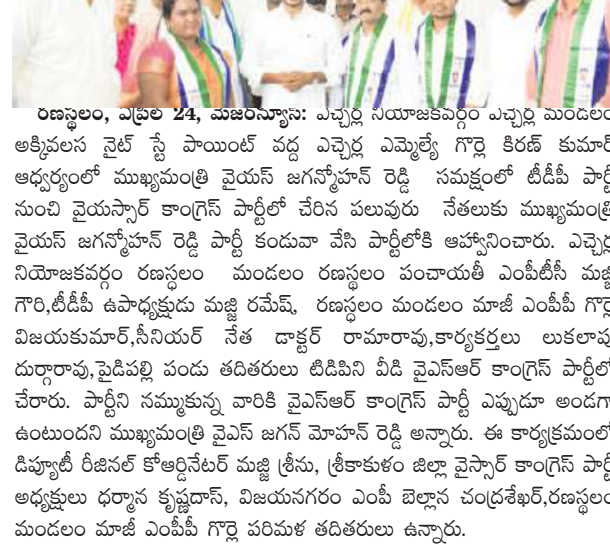 రణస్థలం, ఏప్రిల్ 24, మేజర్‌న్యూస్: ఎచ్చెర్ల నియోజకవర్గం ఎచ్చెర్ల మండలం
అక్కివలస నైట్ స్టే పాయింట్ వద్ద ఎచ్చెర్ల ఎమ్మెల్యే గొర్లె కిరణ్ కుమార్
ఆధ్వర్యంలో ముఖ్యమంత్రి వైయస్ జగన్మోహన్ రెడ్డి సమక్షంలో టీడీపీ పార్టీ
నుంచి వైయస్సార్ కాంగ్రెస్ పార్టీలో చేరిన పలువురు నేతలకు ముఖ్యమంత్రి
వైయస్ జగన్మోహన్ రెడ్డి పార్టీ కండువా వేసి పార్టీలోకి ఆహ్వానించారు. ఎచ్చెర్ల
నియోజకవర్గం రణస్థలం మండలం రణస్థలం పంచాయతీ ఎంపీటీసీ మజ్జి
గౌరి,టీడీపీ ఉపాధ్యక్షుడు మజ్జి రమేష్, రణస్థలం మండలం మాజీ ఎంపీపీ గొర్లె
విజయకుమార్,సీనియర్ నేత డాక్టర్ రామారావు,కార్యకర్తలు లుకలాపు
దుర్గారావు,పైడిపల్లి పండు తదితరులు టిడిపిని వీడి వైఎస్ఆర్ కాంగ్రెస్ పార్టీలో
చేరారు. పార్టీని నమ్ముకున్న వారికి వైఎస్ఆర్ కాంగ్రెస్ పార్టీ ఎప్పుడూ అండగా
ఉంటుందని ముఖ్యమంత్రి వైఎస్ జగన్ మోహన్ రెడ్డి అన్నారు. ఈ కార్యక్రమంలో
డిప్యూటీ రీజినల్ కోఆర్డినేటర్ మజ్జి శ్రీను, శ్రీకాకుళం జిల్లా వైస్సార్ కాంగ్రెస్ పార్టీ
అధ్యక్షులు ధర్మాన కృష్ణదాస్, విజయనగరం ఎంపీ బెల్లాన చంద్రశేఖర్,రణస్థలం
మండలం మాజీ ఎంపీపీ గొర్లె పరిమళ తదితరులు ఉన్నారు.